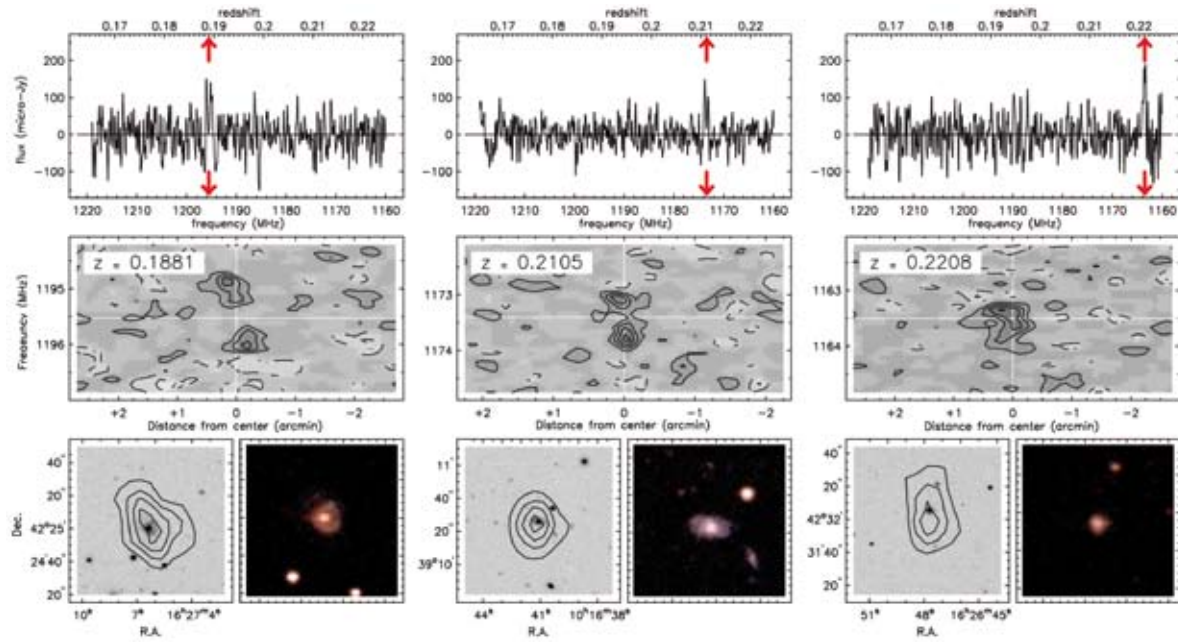 redshift
0.17 0.18 0.19 0.2 0.21 0.22
200
100
0
-100
flux (micro-Jy)
1220 1210 1200 1190 1180 1170 1160
frequency (MHz)
redshift
0.17 0.18 0.19 0.2 0.21 0.22
1220 1210 1200 1190 1180 1170 1160
frequency (MHz)
redshift
0.17 0.18 0.19 0.2 0.21 0.22
1220 1210 1200 1190 1180 1170 1160
frequency (MHz)
z = 0.1881
Freqeuncy (MHz)
1195
1196
+2 +1 0 -1 -2
Distance from center (arcmin)
z = 0.2105
1173
1174
+2 +1 0 -1 -2
Distance from center (arcmin)
z = 0.2208
1163
1164
+2 +1 0 -1 -2
Distance from center (arcmin)
Dec.
40"
20"
42°25'
24'40"
20"
10ˢ 7ˢ 16ʰ27ᵐ4ˢ
R.A.
11'
40"
20"
39°10'
44ˢ 41ˢ 10ʰ16ᵐ38ˢ
R.A.
40"
20"
42°32'
31'40"
20"
51ˢ 48ˢ 16ʰ26ᵐ45ˢ
R.A.